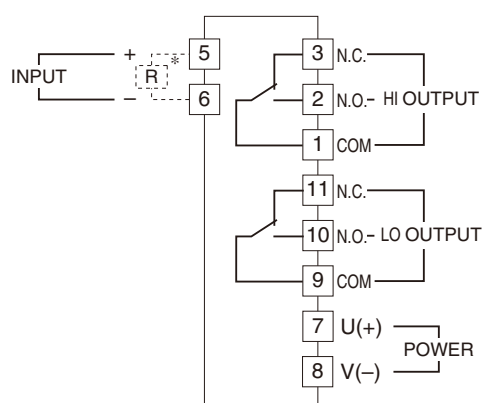 INPUT
+
–
R
*
5
6
3 N.C.
2 N.O. HI OUTPUT
1 COM
11 N.C.
10 N.O. LO OUTPUT
9 COM
7 U(+)
8 V(–)
POWER